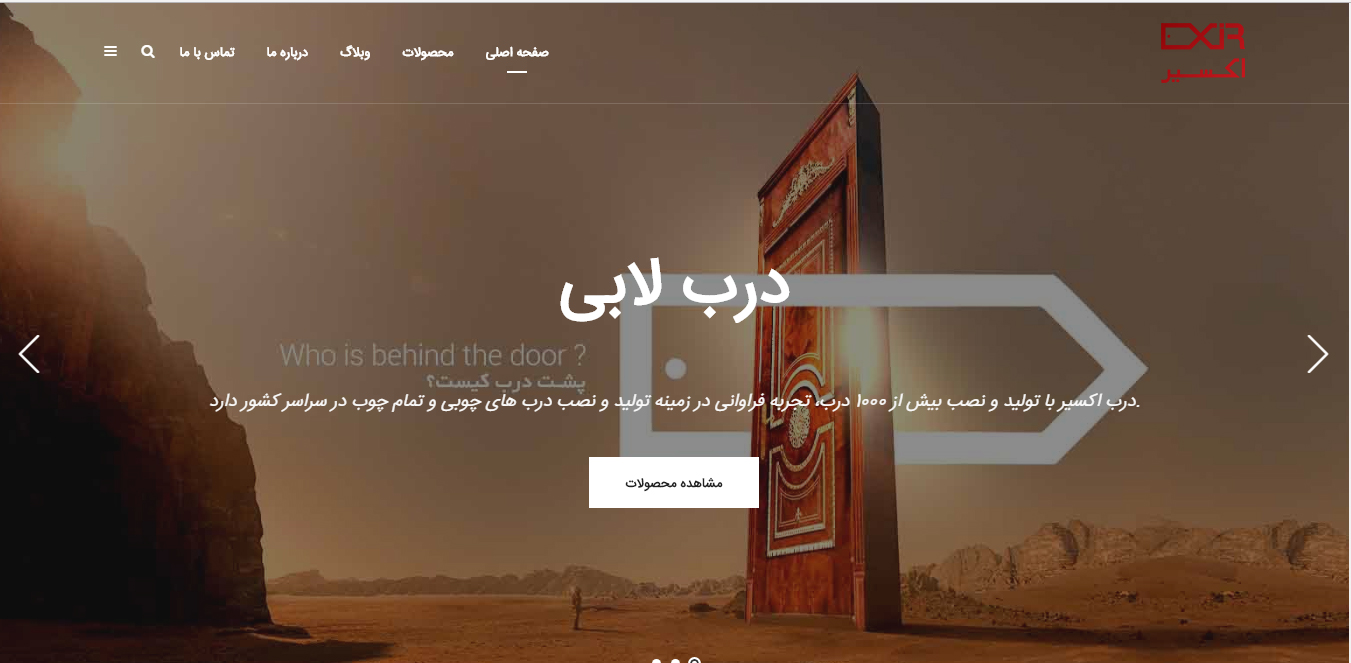 EXIR
اکسیر
صفحه اصلی
محصولات
وبلاگ
درباره ما
تماس با ما
درب لابی
Who is behind the door ?
پشت درب کیست؟
درب اکسیر با تولید و نصب بیش از 1000 درب، تجربه فراوانی در زمینه تولید و نصب درب های چوبی و تمام چوب در سراسر کشور دارد.
مشاهده محصولات